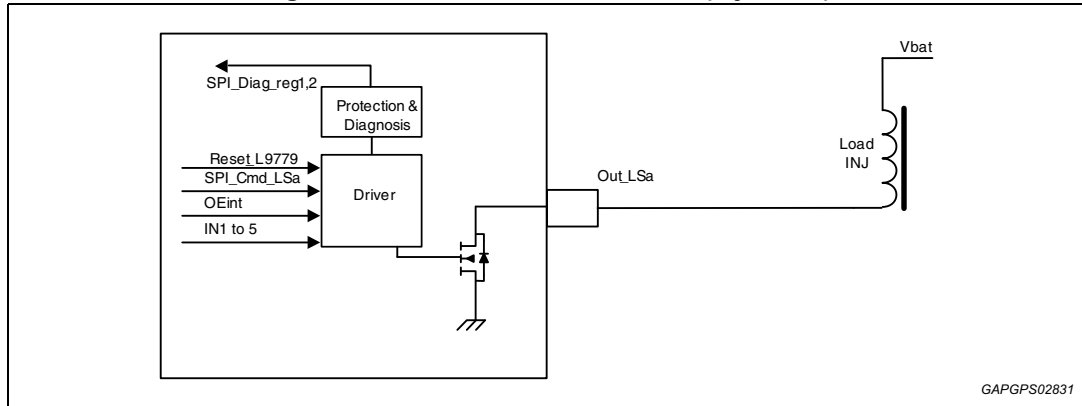 SPI_Diag_reg1,2
Protection &
Diagnosis
Reset_L9779
SPI_Cmd_LSa
OEint
IN1 to 5
Driver
Out_LSa
Vbat
Load
INJ
GAPGPS02831